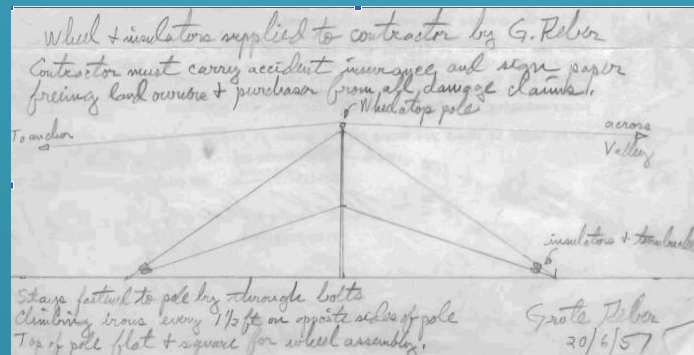 Wheel & insulators supplied to contractor by G. Reber
Contractor must carry accident insurance and sign paper
freeing land owners & purchaser from all damage claims.
Wheel atop pole
To anchor
across
Valley
insulators & turnbuckles
Stays fastened to pole by through bolts
Climbing irons every 1½ ft on opposite sides of pole
Top of pole flat & square for wheel assembly.
Grote Reber
20/6/57